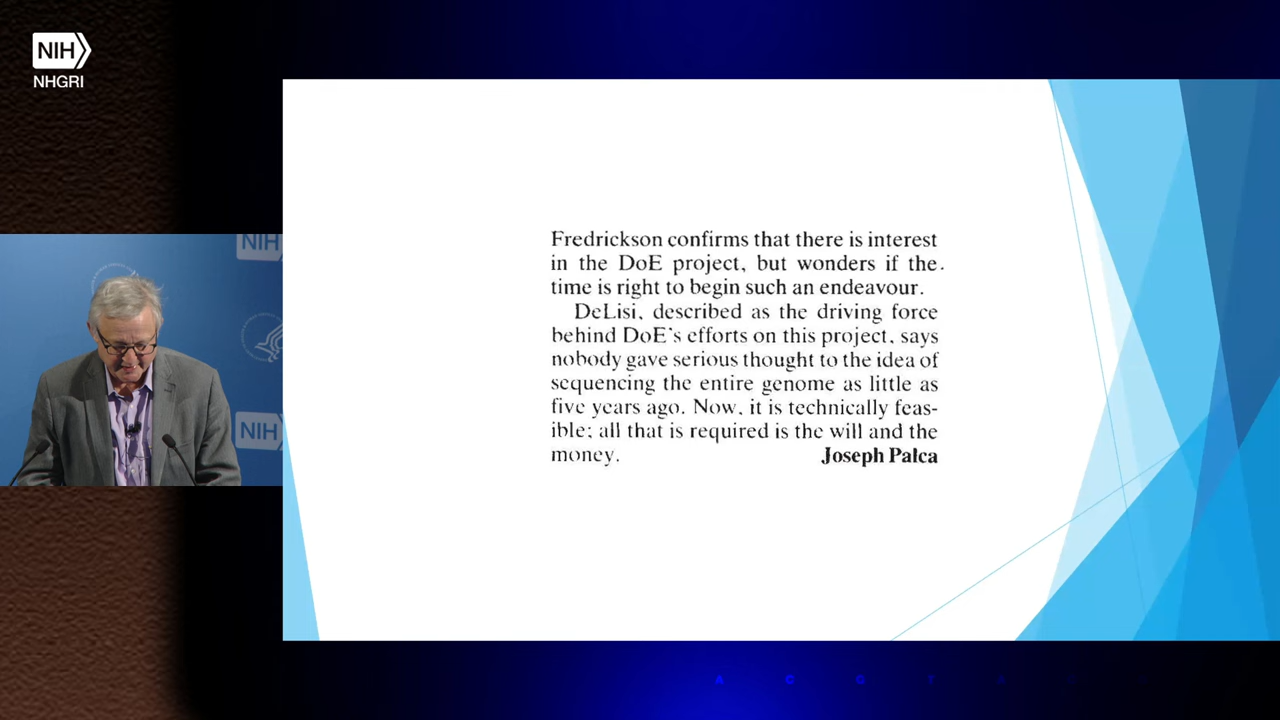 NIH
NHGRI
NIH
NIH
Fredrickson confirms that there is interest
in the DoE project, but wonders if the
time is right to begin such an endeavour.
DeLisi, described as the driving force
behind DoE's efforts on this project, says
nobody gave serious thought to the idea of
sequencing the entire genome as little as
five years ago. Now, it is technically feas-
ible; all that is required is the will and the
money. Joseph Palca
A C G T